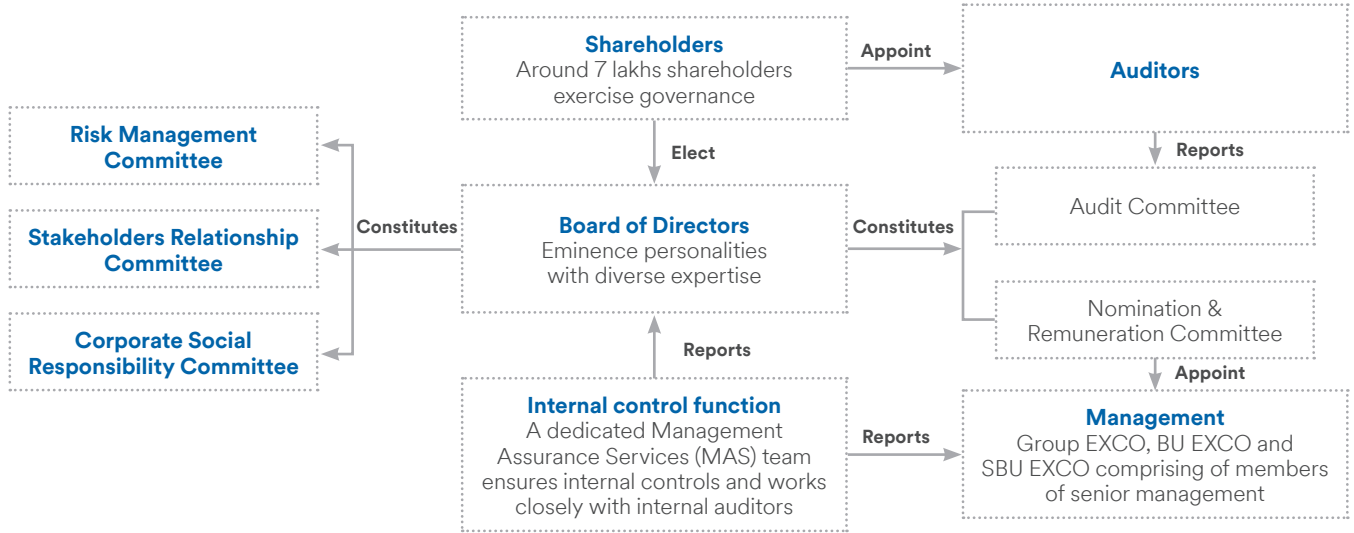 Shareholders
Around 7 lakhs shareholders
exercise governance
Appoint
Auditors
Risk Management
Committee
Elect
Reports
Audit Committee
Stakeholders Relationship
Committee
Constitutes
Board of Directors
Eminence personalities
with diverse expertise
Constitutes
Nomination &
Remuneration Committee
Corporate Social
Responsibility Committee
Reports
Appoint
Internal control function
A dedicated Management
Assurance Services (MAS) team
ensures internal controls and works
closely with internal auditors
Reports
Management
Group EXCO, BU EXCO and
SBU EXCO comprising of members
of senior management